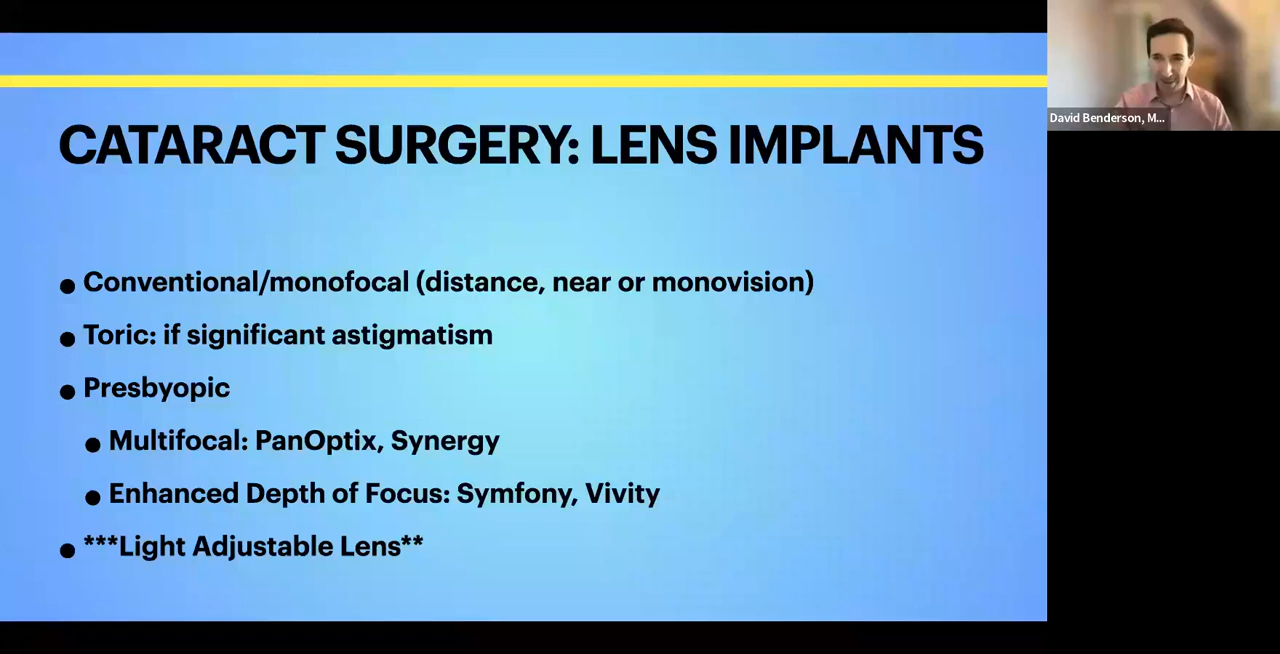 CATARACT SURGERY: LENS IMPLANTS
• Conventional/monofocal (distance, near or monovision)
• Toric: if significant astigmatism
• Presbyopic
• Multifocal: PanOptix, Synergy
• Enhanced Depth of Focus: Symfony, Vivity
• ***Light Adjustable Lens**
David Benderson, M...